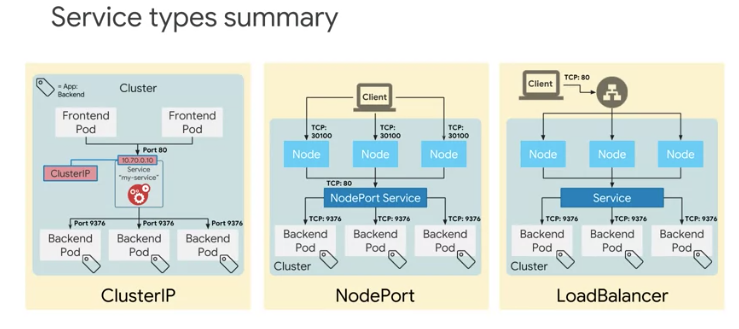 Service types summary
= App:
Backend
Cluster
Frontend
Pod
Frontend
Pod
Port 80
10.70.0.10
ClusterIP
Service
"my-service"
Port 9376
Port 9376
Port 9376
Backend
Pod
Backend
Pod
Backend
Pod
ClusterIP
Client
TCP:
30100
TCP:
30100
TCP:
30100
Node
Node
Node
TCP: 80
NodePort Service
TCP: 9376
TCP: 9376
TCP: 9376
Backend
Pod
Backend
Pod
Backend
Pod
Cluster
NodePort
Client
TCP: 80
Node
Node
Node
Service
TCP: 9376
TCP: 9376
TCP: 9376
Backend
Pod
Backend
Pod
Backend
Pod
Cluster
LoadBalancer